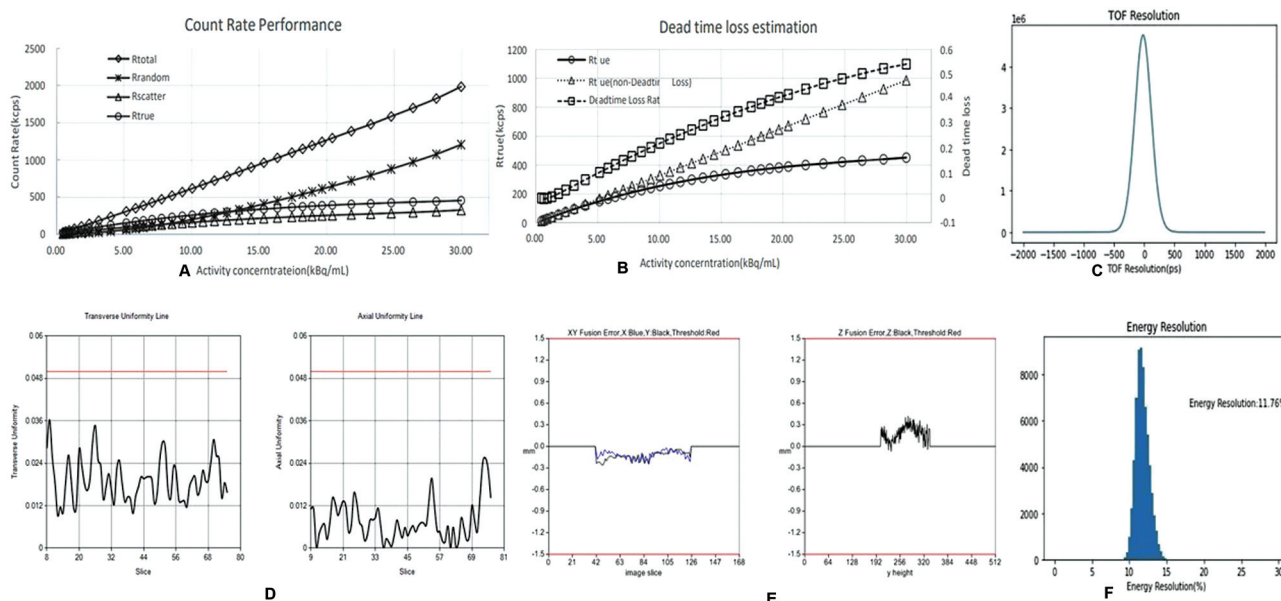 Count Rate Performance
2500
2000
1500
1000
500
0
Count Rate(kcps)
Rtotal
Rrandom
Rscatter
Rtrue
0.00 5.00 10.00 15.00 20.00 25.00 30.00
A
Activity concerntrateion(kBq/mL)
Dead time loss estimation
1200
1000
800
600
400
200
0
Rtrue(kcps)
Rt ue
Rt ue(non-Deadtir Loss)
Deadtime Loss Rat
0.6
0.5
0.4
0.3
0.2
0.1
0
-0.1
Dead time loss
0.00 5.00 10.00 15.00 20.00 25.00 30.00
B
Activity concerntration(kBq/mL)
C
TOF Resolution
1e6
4
3
2
1
0
−2000 −1500 −1000 −500 0 500 1000 1500 2000
TOF Resolution(ps)
C
Transverse Uniformity Line
0.06
0.048
0.036
0.024
0.012
0
Transverse Uniformity
8 20 32 44 56 68 80
Slice
Axial Uniformity Line
0.06
0.048
0.036
0.024
0.012
0
Axial Uniformity
9 21 33 45 57 69 81
Slice
D
XY Fusion Error,X:Blue,Y:Black,Threshold:Red
1.5
1.2
0.9
0.6
0.3
0.0
mm
-0.3
-0.6
-0.9
-1.2
-1.5
0 21 42 63 84 105 126 147 168
image slice
Z Fusion Error,Z:Black,Threshold:Red
1.5
1.2
0.9
0.6
0.3
0.0
mm
-0.3
-0.6
-0.9
-1.2
-1.5
0 64 128 192 256 320 384 448 512
y height
E
Energy Resolution
8000
6000
4000
2000
0
Energy Resolution:11.76%
0 5 10 15 20 25 30
Energy Resolution(%)
F